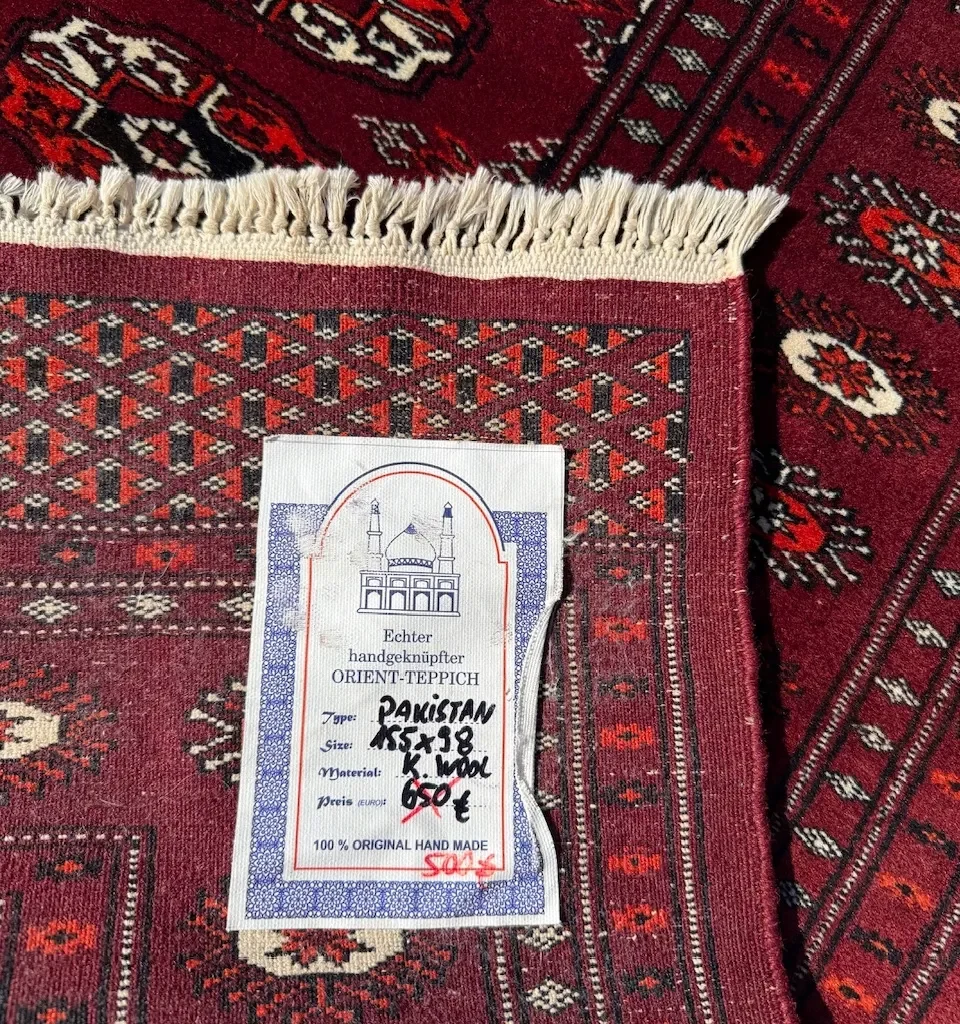 Echter
handgeknüpfter
ORIENT-TEPPICH
Type: PAKISTAN
Size: 155x98
Material: K. WOOL
Preis (EURO): 650 €
100 % ORIGINAL HAND MADE
500 €